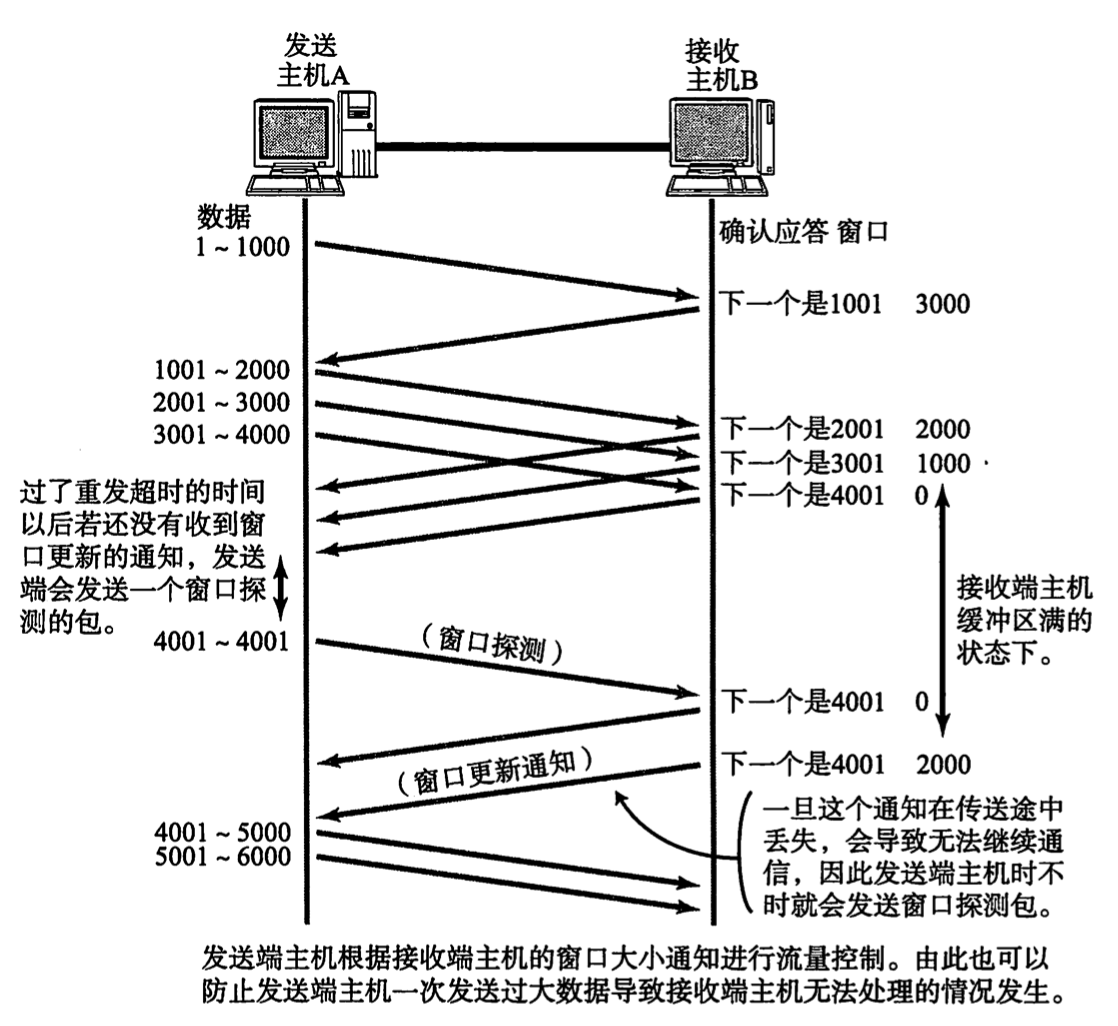 发送
主机A
接收
主机B
数据
确认应答 窗口
1~1000
下一个是1001 3000
1001~2000
2001~3000
3001~4000
下一个是2001 2000
下一个是3001 1000
下一个是4001 0
过了重发超时的时间
以后若还没有收到窗
口更新的通知，发送
端会发送一个窗口探
测的包。
接收端主机
缓冲区满的
状态下。
4001~4001
（窗口探测）
下一个是4001 0
（窗口更新通知）
下一个是4001 2000
一旦这个通知在传送途中
丢失，会导致无法继续通
信，因此发送端主机时不
时就会发送窗口探测包。
4001~5000
5001~6000
发送端主机根据接收端主机的窗口大小通知进行流量控制。由此也可以
防止发送端主机一次发送过大数据导致接收端主机无法处理的情况发生。